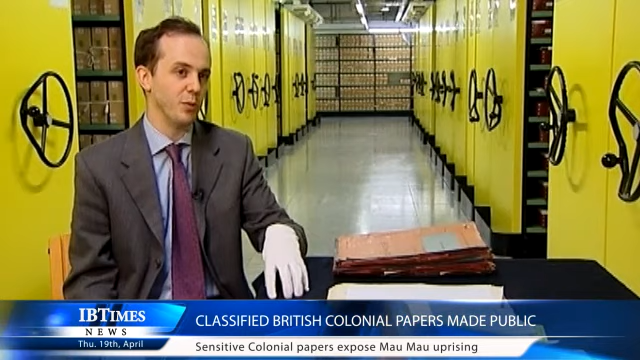 CLASSIFIED BRITISH COLONIAL PAPERS MADE PUBLIC
IBTIMES
NEWS
Thu. 19th, April
Sensitive Colonial papers expose Mau Mau uprising